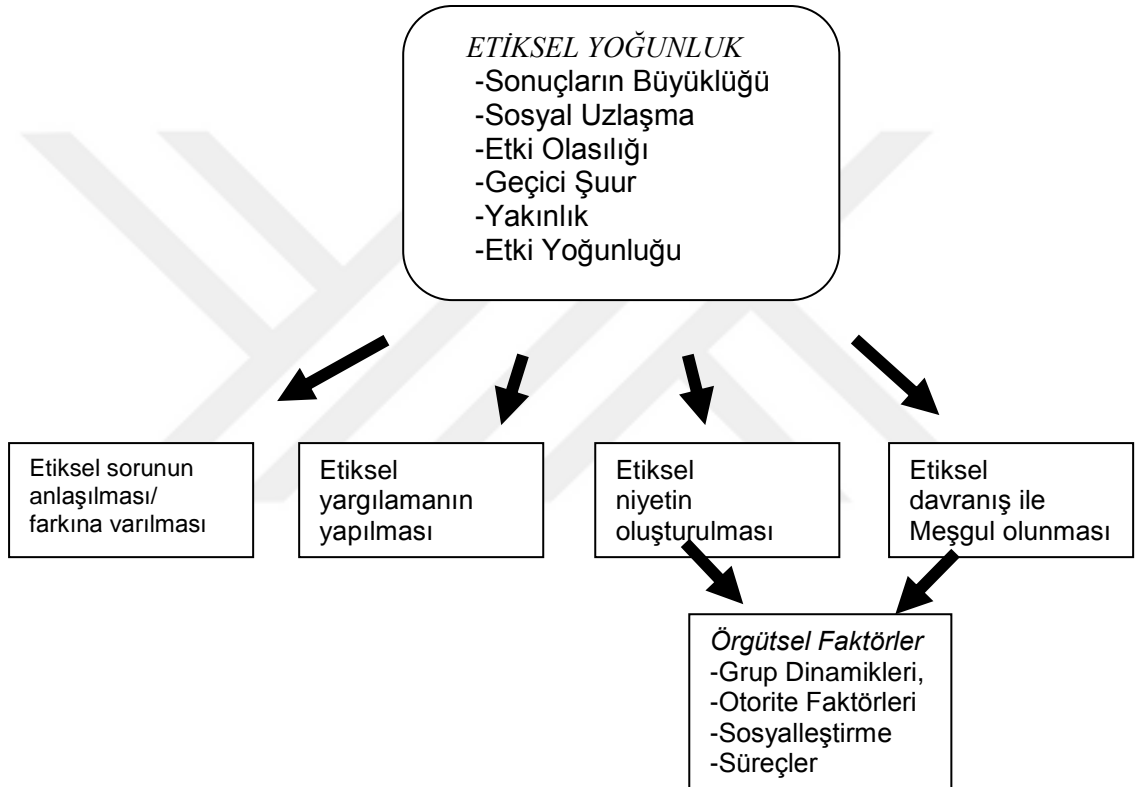 ETİKSEL YOĞUNLUK
-Sonuçların Büyüklüğü
-Sosyal Uzlaşma
-Etki Olasılığı
-Geçici Şuur
-Yakınlık
-Etki Yoğunluğu
Etiksel sorunun
anlaşılması/
farkına varılması
Etiksel
yargılamanın
yapılması
Etiksel
niyetin
oluşturulması
Etiksel
davranış ile
Meşgul olunması
Örgütsel Faktörler
-Grup Dinamikleri,
-Otorite Faktörleri
-Sosyalleştirme
-Süreçler